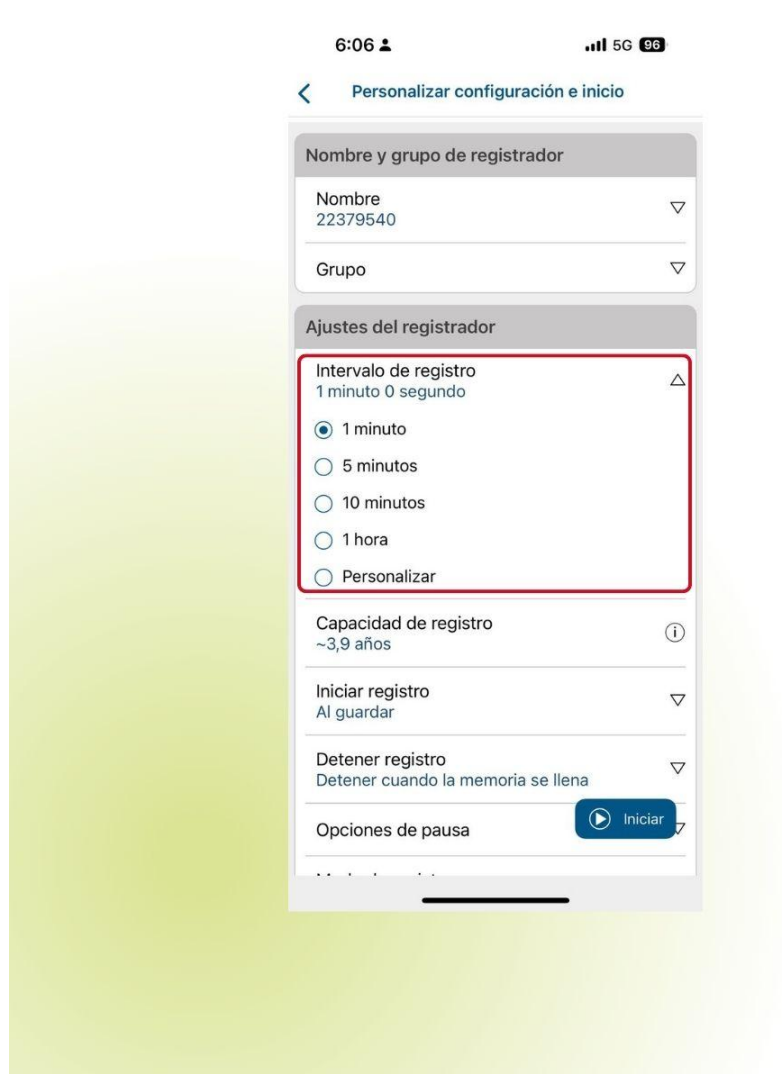 6:06
5G 96
Personalizar configuración e inicio
Nombre y grupo de registrador
Nombre
22379540
Grupo
Ajustes del registrador
Intervalo de registro
1 minuto 0 segundo
1 minuto
5 minutos
10 minutos
1 hora
Personalizar
Capacidad de registro
~3,9 años
Iniciar registro
Al guardar
Detener registro
Detener cuando la memoria se llena
Iniciar
Opciones de pausa